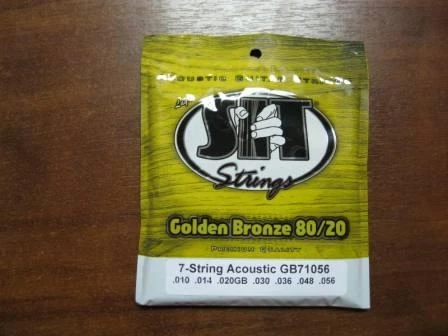 ACOUSTIC GUITAR STRINGS
SIT
Strings
Golden Bronze 80/20
PREMIUM QUALITY
7-String Acoustic GB71056
.010 .014 .020GB .030 .036 .048 .056